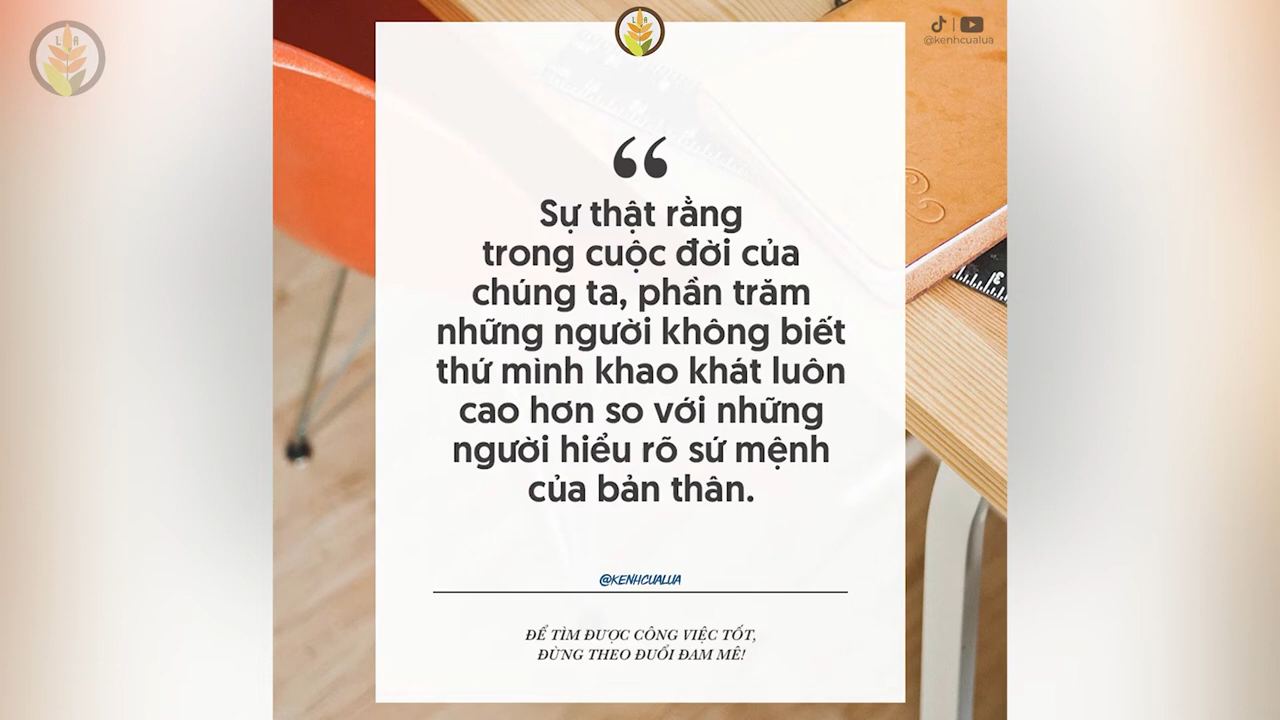 L A
L A
@kenhcualua
“
Sự thật rằng
trong cuộc đời của
chúng ta, phần trăm
những người không biết
thứ mình khao khát luôn
cao hơn so với những
người hiểu rõ sứ mệnh
của bản thân.
@KENHCUALUA
ĐỂ TÌM ĐƯỢC CÔNG VIỆC TỐT,
ĐỪNG THEO ĐUỔI ĐAM MÊ!